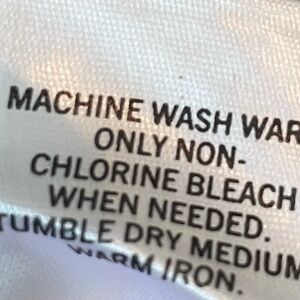 MACHINE WASH WAR
ONLY NON-
CHLORINE BLEACH
WHEN NEEDED.
TUMBLE DRY MEDIUM
WARM IRON.